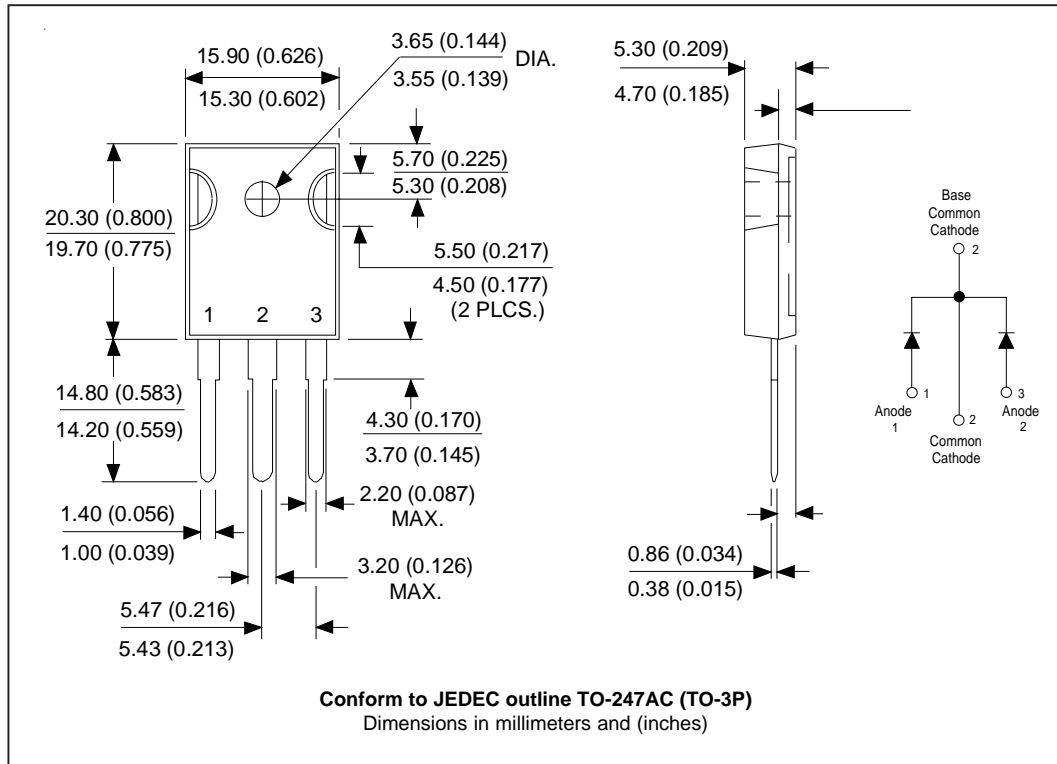 15.90 (0.626)
15.30 (0.602)
3.65 (0.144)
3.55 (0.139)
DIA.
5.70 (0.225)
5.30 (0.208)
20.30 (0.800)
19.70 (0.775)
5.50 (0.217)
4.50 (0.177)
(2 PLCS.)
1 2 3
14.80 (0.583)
14.20 (0.559)
4.30 (0.170)
3.70 (0.145)
2.20 (0.087)
MAX.
1.40 (0.056)
1.00 (0.039)
3.20 (0.126)
MAX.
5.47 (0.216)
5.43 (0.213)
5.30 (0.209)
4.70 (0.185)
0.86 (0.034)
0.38 (0.015)
Base
Common
Cathode
2
1
Anode
1
2
Common
Cathode
3
Anode
2
Conform to JEDEC outline TO-247AC (TO-3P)
Dimensions in millimeters and (inches)